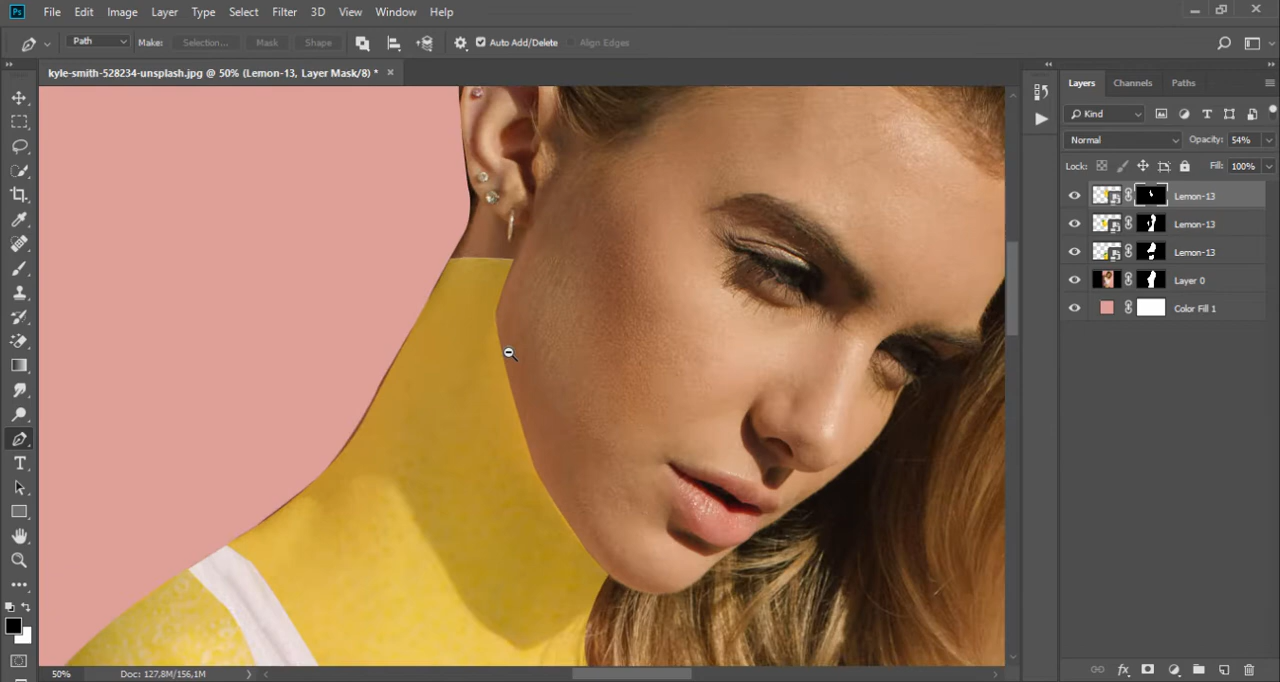 Ps File Edit Image Layer Type Select Filter 3D View Window Help
Path Make: Selection... Mask Shape Auto Add/Delete Align Edges
kyle-smith-528234-unsplash.jpg @ 50% (Lemon-13, Layer Mask/8) *
Layers Channels Paths
Kind
Normal Opacity: 54%
Lock: Fill: 100%
Lemon-13
Lemon-13
Lemon-13
Layer 0
Color Fill 1
50% Doc: 127,8M/156,1M
fx